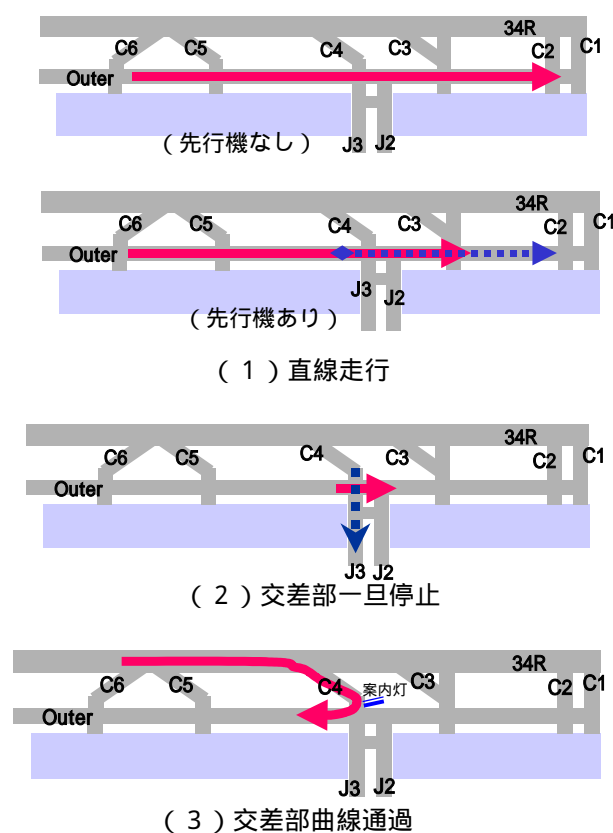 34R
C6 C5 C4 C3 C2 C1
Outer
（先行機なし） J3 J2
34R
C6 C5 C4 C3 C2 C1
Outer
J3 J2
（先行機あり）
（１）直線走行
34R
C6 C5 C4 C3 C2 C1
Outer
J3 J2
（２）交差部一旦停止
34R
C6 C5 C4 案内灯 C3 C2 C1
Outer
J3 J2
（３）交差部曲線通過